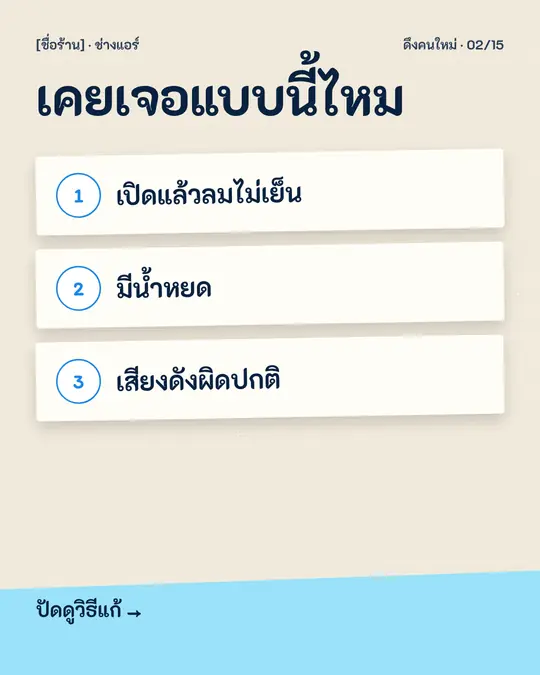 [ชื่อร้าน] · ช่างแอร์
ดึงคนใหม่ · 02/15
เคยเจอแบบนี้ไหม
1 เปิดแล้วลมไม่เย็น
2 มีน้ำหยด
3 เสียงดังผิดปกติ
ปัดดูวิธีแก้ →